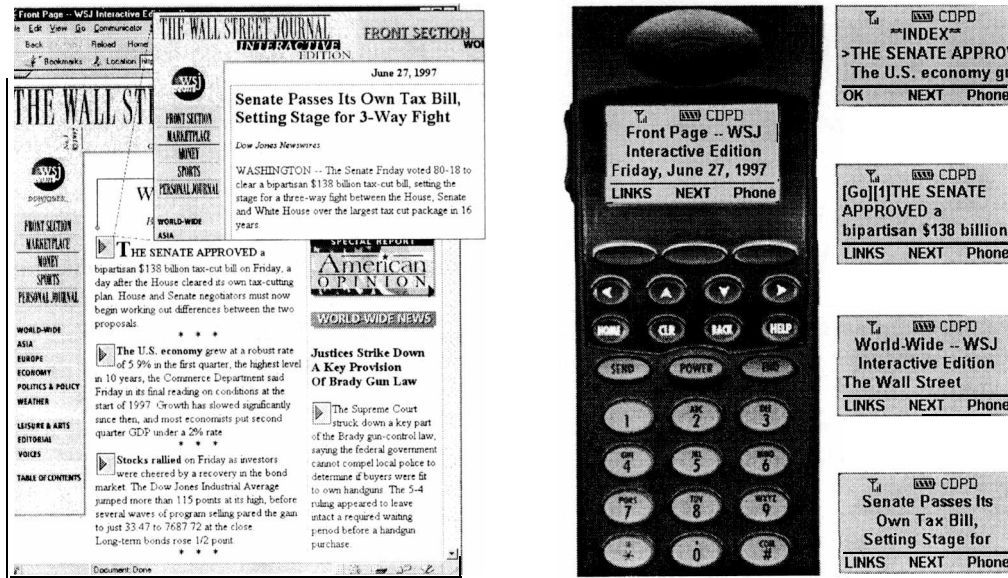 Front Page -- WSJ Interactive Ed
Edit View Go Communicator
Back Reload Home
Bookmarks Location
THE WALL ST
DOWJONES
FRONT SECTION
MARKETPLACE
MONEY
SPORTS
PERSONAL JOURNAL
WORLD-WIDE
ASIA
EUROPE
ECONOMY
POLITICS & POLICY
WEATHER
LEISURE & ARTS
EDITORIAL
VOICES
TABLE OF CONTENTS
THE WALL STREET JOURNAL
INTERACTIVE
EDITION
FRONT SECTION
WO
wsj.com
FRONT SECTION
MARKETPLACE
MONEY
SPORTS
PERSONAL JOURNAL
WORLD-WIDE
ASIA
June 27, 1997
Senate Passes Its Own Tax Bill,
Setting Stage for 3-Way Fight
Dow Jones Newswires
WASHINGTON -- The Senate Friday voted 80-18 to
clear a bipartisan $138 billion tax-cut bill, setting the
stage for a three-way fight between the House, Senate
and White House over the largest tax cut package in 16
years.
THE SENATE APPROVED a
bipartisan $138 billion tax-cut bill on Friday, a
day after the House cleared its own tax-cutting
plan. House and Senate negotiators must now
begin working out differences between the two
proposals.
* * *
The U.S. economy grew at a robust rate
of 5.9% in the first quarter, the highest level
in 10 years, the Commerce Department said
Friday in its final reading on conditions at the
start of 1997. Growth has slowed significantly
since then, and most economists put second
quarter GDP under a 2% rate
* * *
Stocks rallied on Friday as investors
were cheered by a recovery in the bond
market. The Dow Jones Industrial Average
jumped more than 115 points at its high, before
several waves of program selling pared the gain
to just 33.47 to 7687.72 at the close.
Long-term bonds rose 1/2 point.
* * *
SPECIAL REPORT
American
OPINION
WORLD-WIDE NEWS
Justices Strike Down
A Key Provision
Of Brady Gun Law
The Supreme Court
struck down a key part
of the Brady gun-control law,
saying the federal government
cannot compel local police to
determine if buyers were fit
to own handguns. The 5-4
ruling appeared to leave
intact a required waiting
period before a handgun
purchase.
Document: Done
CDPD
Front Page -- WSJ
Interactive Edition
Friday, June 27, 1997
LINKS NEXT Phone
HOME CLR BACK HELP
SEND POWER END
1 ABC 2 DEF 3
GHI 4 JKL 5 MNO 6
PQRS 7 TUV 8 WXYZ 9
* 0 #
CDPD
**INDEX**
>THE SENATE APPROV
The U.S. economy gr
OK NEXT Phone
CDPD
[Go][1]THE SENATE
APPROVED a
bipartisan $138 billion
LINKS NEXT Phone
CDPD
World-Wide -- WSJ
Interactive Edition
The Wall Street
LINKS NEXT Phone
CDPD
Senate Passes Its
Own Tax Bill,
Setting Stage for
LINKS NEXT Phone